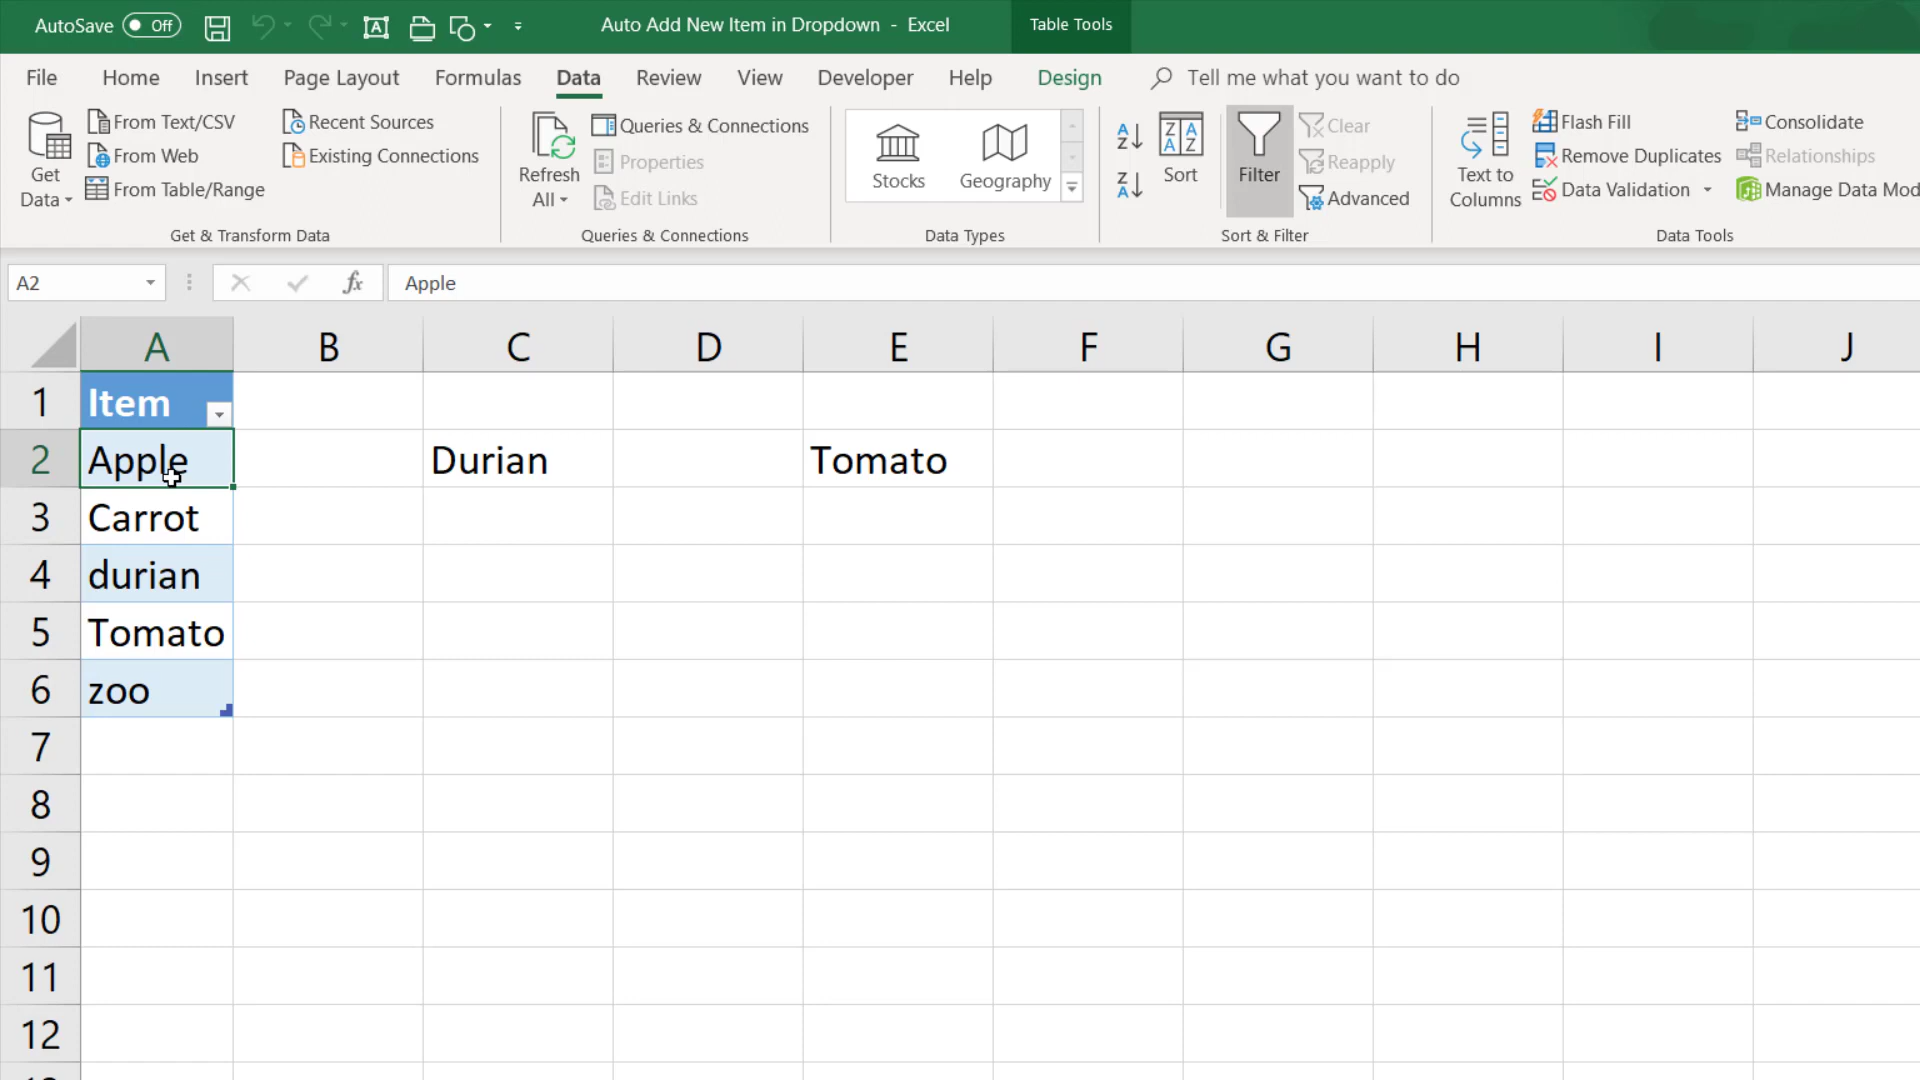 AutoSave Off
Auto Add New Item in Dropdown - Excel
Table Tools
File Home Insert Page Layout Formulas Data Review View Developer Help Design Tell me what you want to do
Get Data
From Text/CSV
From Web
From Table/Range
Recent Sources
Existing Connections
Get & Transform Data
Refresh All
Queries & Connections
Properties
Edit Links
Queries & Connections
Stocks
Geography
Data Types
Sort
Filter
Clear
Reapply
Advanced
Sort & Filter
Text to Columns
Flash Fill
Remove Duplicates
Data Validation
Consolidate
Relationships
Manage Data Mod
Data Tools
A2 fx Apple
A B C D E F G H I J
1 Item
2 Apple Durian Tomato
3 Carrot
4 durian
5 Tomato
6 zoo
7
8
9
10
11
12